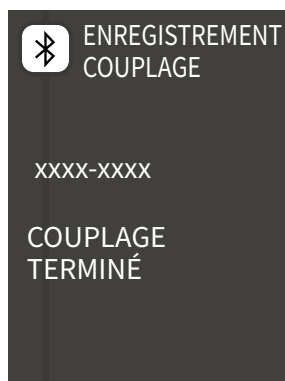 ENREGISTREMENT
COUPLAGE
xxxx-xxxx
COUPLAGE
TERMINÉ